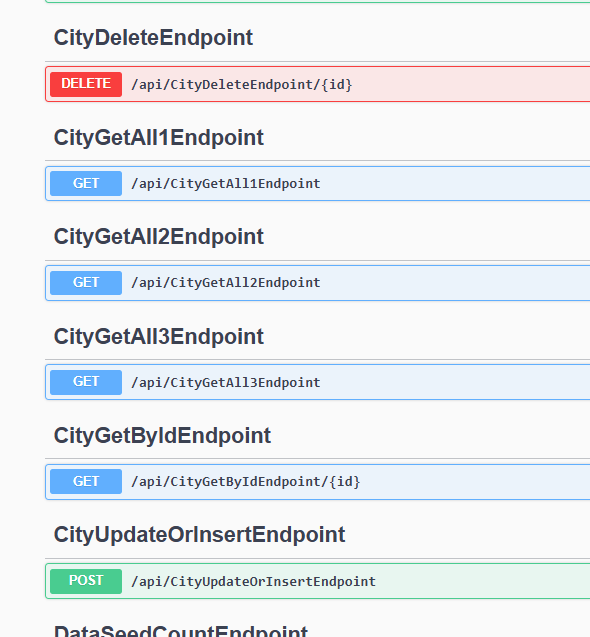 CityDeleteEndpoint
DELETE /api/CityDeleteEndpoint/{id}
CityGetAll1Endpoint
GET /api/CityGetAll1Endpoint
CityGetAll2Endpoint
GET /api/CityGetAll2Endpoint
CityGetAll3Endpoint
GET /api/CityGetAll3Endpoint
CityGetByIdEndpoint
GET /api/CityGetByIdEndpoint/{id}
CityUpdateOrInsertEndpoint
POST /api/CityUpdateOrInsertEndpoint
DataSeedCountEndpoint